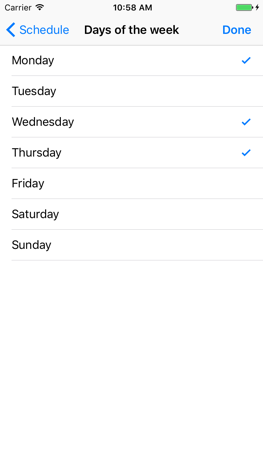 Carrier 10:58 AM
Schedule Days of the week Done
Monday
Tuesday
Wednesday
Thursday
Friday
Saturday
Sunday